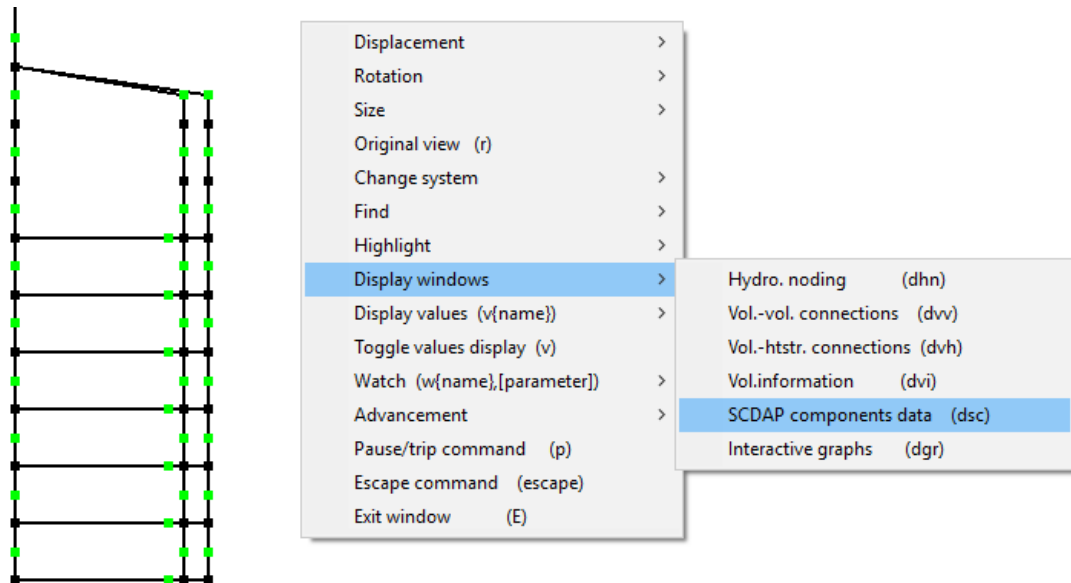 Displacement
Rotation
Size
Original view (r)
Change system
Find
Highlight
Display windows
Display values (v{name})
Toggle values display (v)
Watch (w{name},[parameter])
Advancement
Pause/trip command (p)
Escape command (escape)
Exit window (E)
Hydro. noding (dhn)
Vol.-vol. connections (dvv)
Vol.-htstr. connections (dvh)
Vol.information (dvi)
SCDAP components data (dsc)
Interactive graphs (dgr)